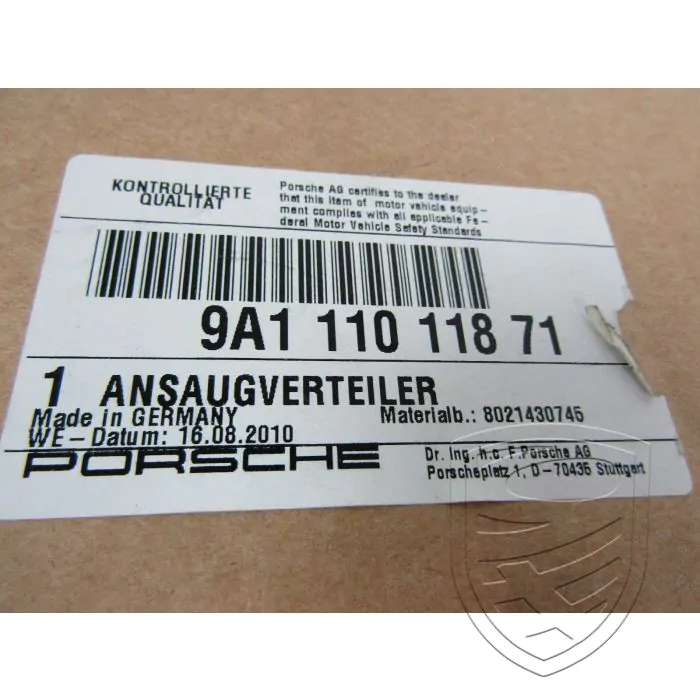 KONTROLLIERTE
QUALITÄT
Porsche AG certifies to the dealer
that this item of motor vehicle equip-
ment complies with all applicable Fe-
deral Motor Vehicle Safety Standards
9A1 110 118 71
1 ANSAUGVERTEILER
Made in GERMANY Materialb.: 8021430745
WE-Datum: 16.08.2010
PORSCHE
Dr. Ing. h.c. F.Porsche AG
Porscheplatz 1, D-70435 Stuttgart